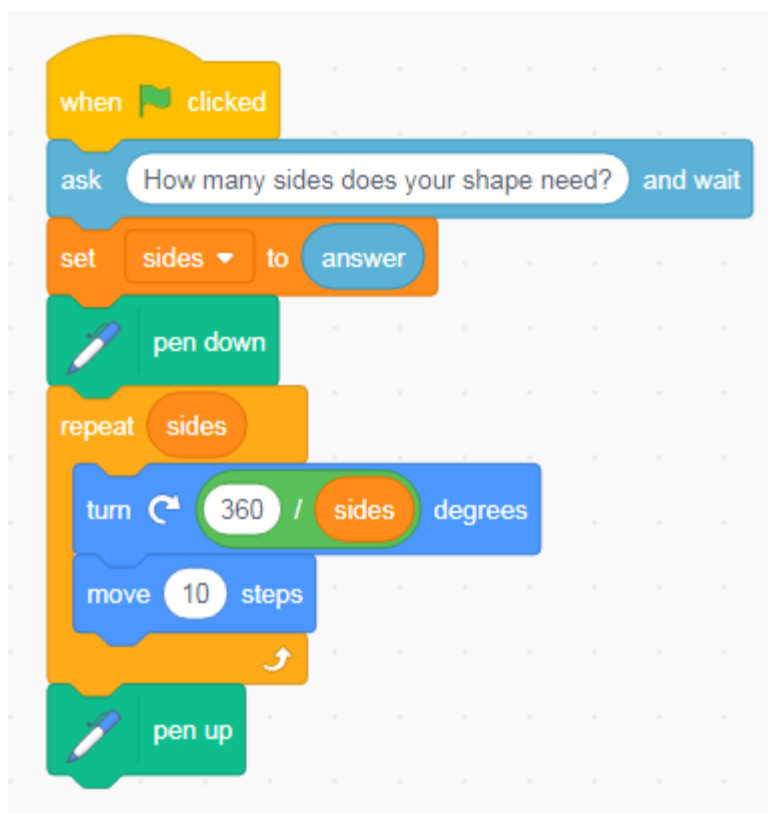 when clicked
ask How many sides does your shape need? and wait
set sides to answer
pen down
repeat sides
turn 360 / sides degrees
move 10 steps
pen up